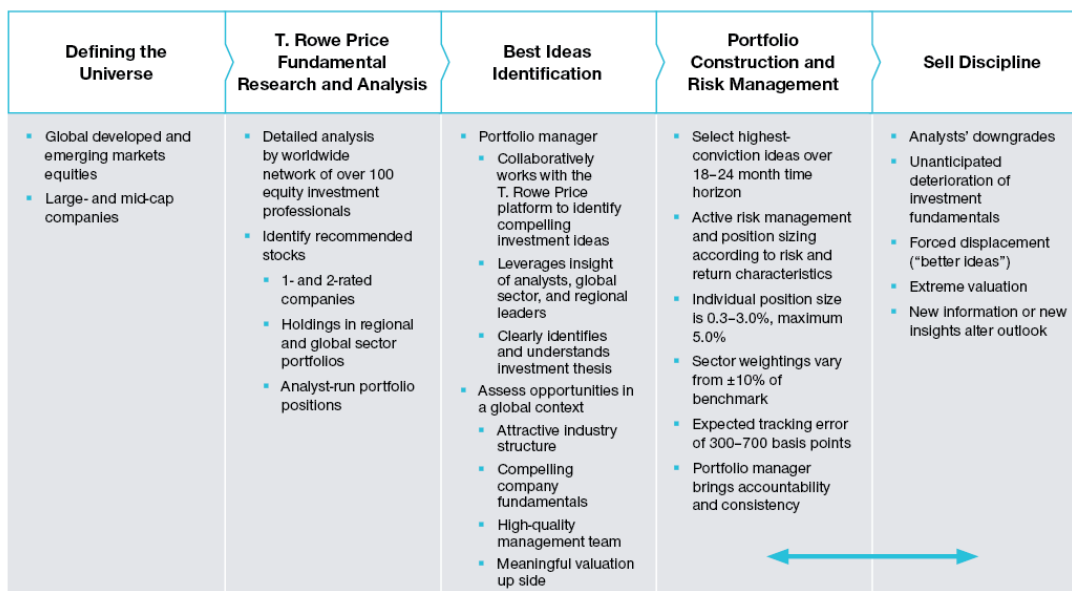 Defining the
Universe
T. Rowe Price
Fundamental
Research and Analysis
Best Ideas
Identification
Portfolio
Construction and
Risk Management
Sell Discipline
Global developed and
emerging markets
equities
Large- and mid-cap
companies
Detailed analysis
by worldwide
network of over 100
equity investment
professionals
Identify recommended
stocks
1- and 2-rated
companies
Holdings in regional
and global sector
portfolios
Analyst-run portfolio
positions
Portfolio manager
Collaboratively
works with the
T. Rowe Price
platform to identify
compelling
investment ideas
Leverages insight
of analysts, global
sector, and regional
leaders
Clearly identifies
and understands
investment thesis
Assess opportunities in
a global context
Attractive industry
structure
Compelling
company
fundamentals
High-quality
management team
Meaningful valuation
up side
Select highest-
conviction ideas over
18–24 month time
horizon
Active risk management
and position sizing
according to risk and
return characteristics
Individual position size
is 0.3–3.0%, maximum
5.0%
Sector weightings vary
from ±10% of
benchmark
Expected tracking error
of 300–700 basis points
Portfolio manager
brings accountability
and consistency
Analysts’ downgrades
Unanticipated
deterioration of
investment
fundamentals
Forced displacement
(“better ideas”)
Extreme valuation
New information or new
insights alter outlook